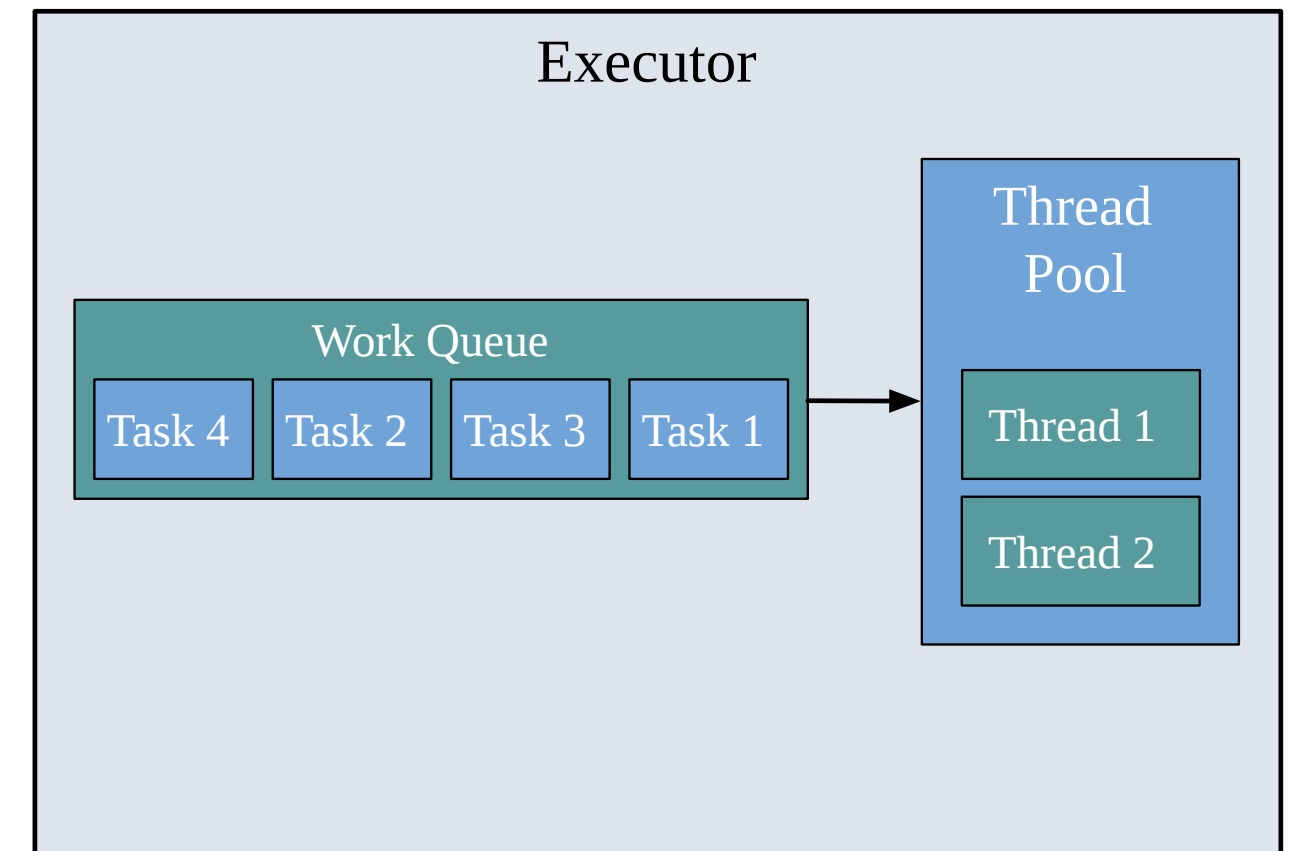 Executor
Thread
Pool
Work Queue
Task 4 Task 2 Task 3 Task 1
Thread 1
Thread 2